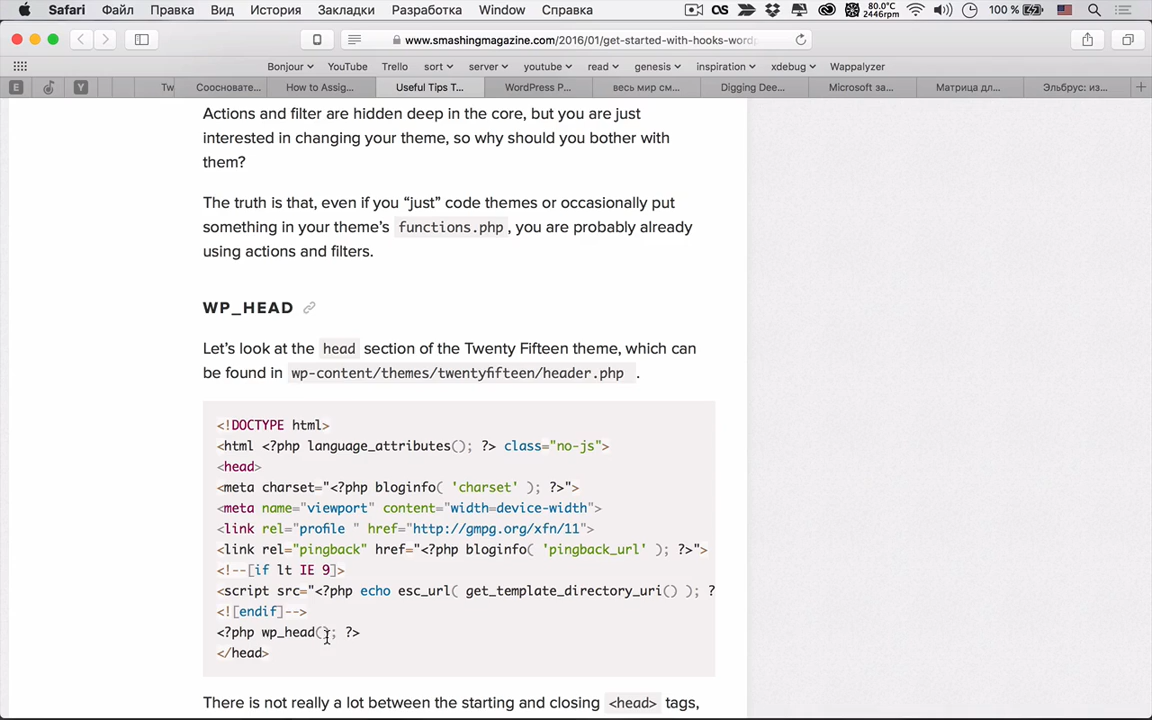 Safari Файл Правка Вид История Закладки Разработка Window Справка 80.0°C 2446rpm 100 %
www.smashingmagazine.com/2016/01/get-started-with-hooks-wordp
Bonjour YouTube Trello sort server youtube read genesis inspiration xdebug Wappalyzer
E Y Tw Соосновате... How to Assig... Useful Tips T... WordPress P... весь мир см... Digging Dee... Microsoft за... Матрица дл... Эльбрус: из...
Actions and filter are hidden deep in the core, but you are just
interested in changing your theme, so why should you bother with
them?
The truth is that, even if you “just” code themes or occasionally put
something in your theme’s functions.php, you are probably already
using actions and filters.
WP_HEAD
Let’s look at the head section of the Twenty Fifteen theme, which can
be found in wp-content/themes/twentyfifteen/header.php .
<!DOCTYPE html>
<html <?php language_attributes(); ?> class="no-js">
<head>
<meta charset="<?php bloginfo( 'charset' ); ?>">
<meta name="viewport" content="width=device-width">
<link rel="profile " href="http://gmpg.org/xfn/11">
<link rel="pingback" href="<?php bloginfo( 'pingback_url' ); ?>">
<!--[if lt IE 9]>
<script src="<?php echo esc_url( get_template_directory_uri() ); ?
<![endif]-->
<?php wp_head(); ?>
</head>
There is not really a lot between the starting and closing <head> tags,